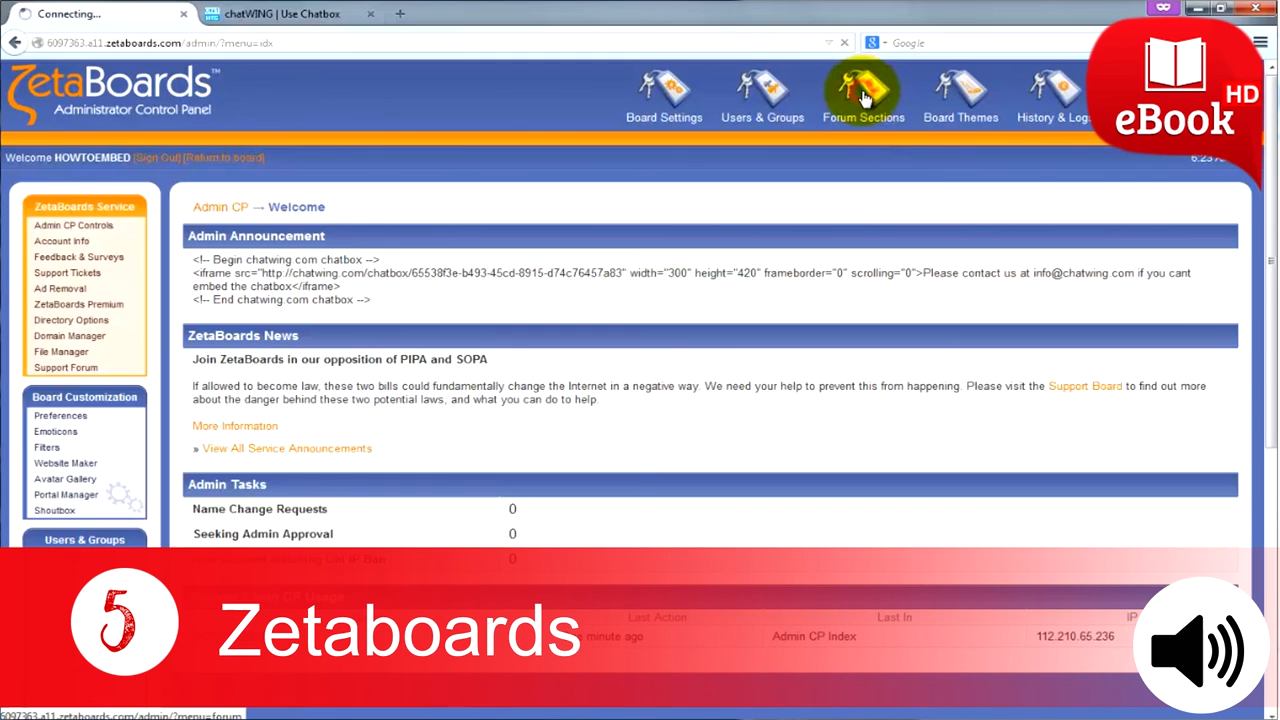 Connecting...
chatWING | Use Chatbox
6097363.a11.zetaboards.com/admin/?menu=idx
Google
ZetaBoards™
Administrator Control Panel
Board Settings
Users & Groups
Forum Sections
Board Themes
History & Logs
eBook HD
Welcome HOWTOEMBED [Sign Out] [Return to board]
ZetaBoards Service
Admin CP Controls
Account Info
Feedback & Surveys
Support Tickets
Ad Removal
ZetaBoards Premium
Directory Options
Domain Manager
File Manager
Support Forum
Board Customization
Preferences
Emoticons
Filters
Website Maker
Avatar Gallery
Portal Manager
Shoutbox
Users & Groups
Admin CP → Welcome
Admin Announcement
<!-- Begin chatwing.com chatbox -->
<iframe src="http://chatwing.com/chatbox/65538f3e-b493-45cd-8915-d74c76457a83" width="300" height="420" frameborder="0" scrolling="0">Please contact us at info@chatwing.com if you cant
embed the chatbox</iframe>
<!-- End chatwing.com chatbox -->
ZetaBoards News
Join ZetaBoards in our opposition of PIPA and SOPA
If allowed to become law, these two bills could fundamentally change the Internet in a negative way. We need your help to prevent this from happening. Please visit the Support Board to find out more
about the danger behind these two potential laws, and what you can do to help.
More Information
» View All Service Announcements
Admin Tasks
Name Change Requests 0
Seeking Admin Approval 0
0
CP Usage
Last Action Last In IP
minute ago Admin CP Index 112.210.65.236
5 Zetaboards
6097363.a11.zetaboards.com/admin/?menu=forum